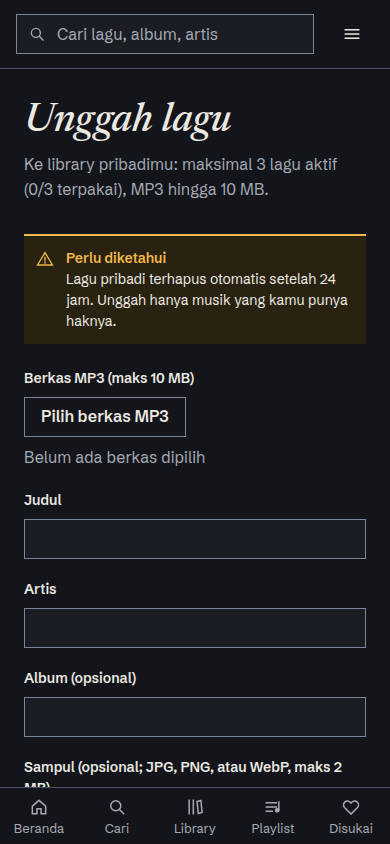 Cari lagu, album, artis
Unggah lagu
Ke library pribadimu: maksimal 3 lagu aktif
(0/3 terpakai), MP3 hingga 10 MB.
Perlu diketahui
Lagu pribadi terhapus otomatis setelah 24
jam. Unggah hanya musik yang kamu punya
haknya.
Berkas MP3 (maks 10 MB)
Pilih berkas MP3
Belum ada berkas dipilih
Judul
Artis
Album (opsional)
Sampul (opsional; JPG, PNG, atau WebP, maks 2
MB)
Beranda
Cari
Library
Playlist
Disukai